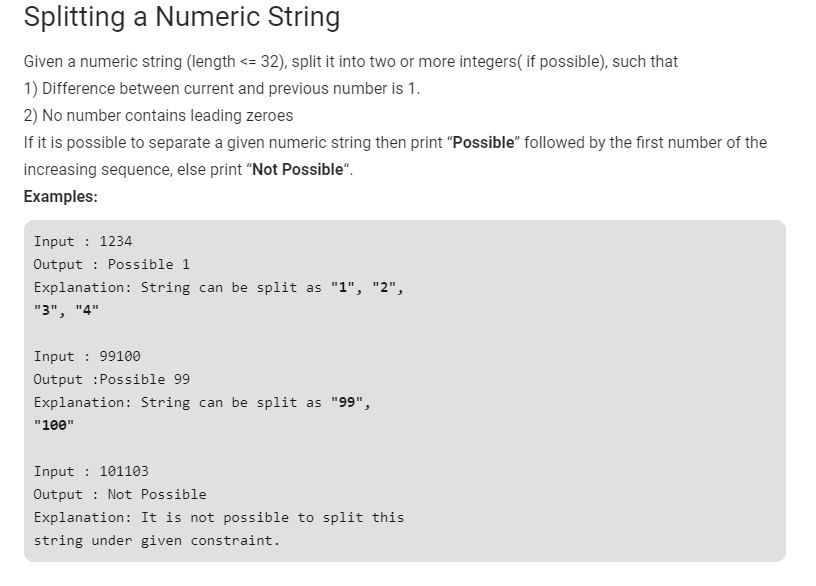 Splitting a Numeric String
Given a numeric string (length <= 32), split it into two or more integers( if possible), such that
1) Difference between current and previous number is 1.
2) No number contains leading zeroes
If it is possible to separate a given numeric string then print “Possible” followed by the first number of the
increasing sequence, else print “Not Possible“.
Examples:
Input : 1234
Output : Possible 1
Explanation: String can be split as "1", "2",
"3", "4"
Input : 99100
Output :Possible 99
Explanation: String can be split as "99",
"100"
Input : 101103
Output : Not Possible
Explanation: It is not possible to split this
string under given constraint.